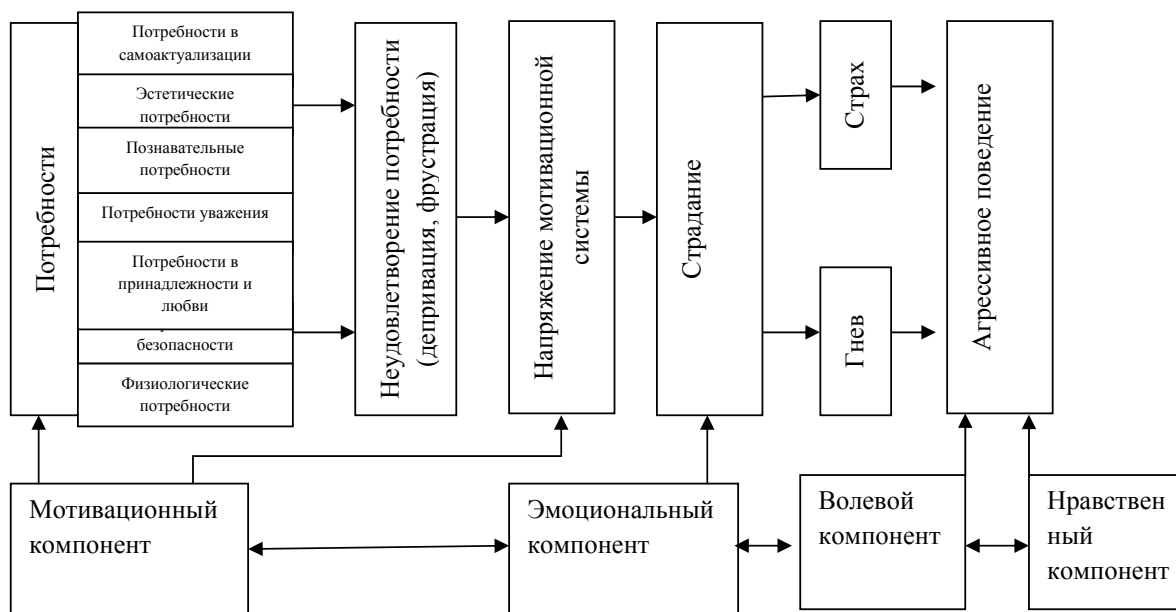 Потребности
Потребности в
самоактуализации
Эстетические
потребности
Познавательные
потребности
Потребности уважения
Потребности в
принадлежности и
любви
безопасности
Физиологические
потребности
Неудовлетворение потребности
(депривация, фрустрация)
Напряжение мотивационной
системы
Страдание
Страх
Гнев
Агрессивное поведение
Мотивационный
компонент
Эмоциональный
компонент
Волевой
компонент
Нравствен
ный
компонент